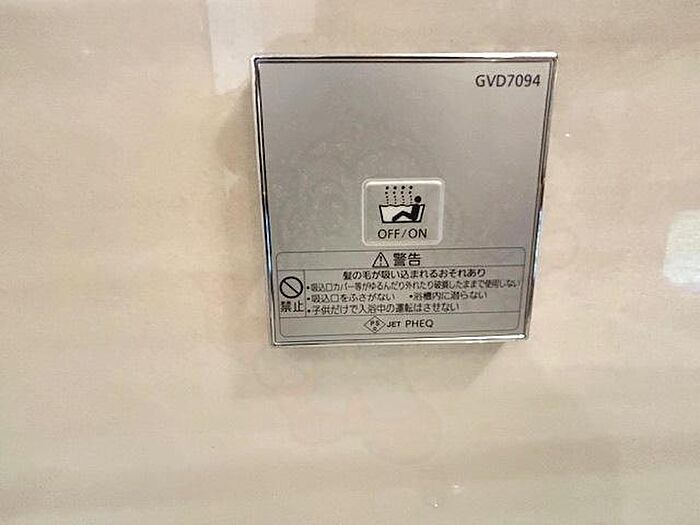 GVD7094
OFF/ON
警告
髪の毛が吸い込まれるおそれあり
禁止
・吸込口カバー等がゆるんだり外れたり破損したままで使用しない
・吸込口をふさがない ・浴槽内に潜らない
・子供だけで入浴中の運転はさせない
PS E JET PHEQ